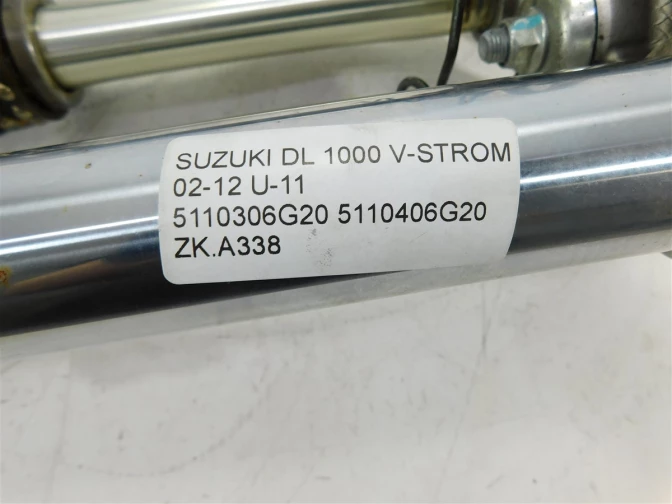 SUZUKI DL 1000 V-STROM
02-12 U-11
5110306G20 5110406G20
ZK.A338